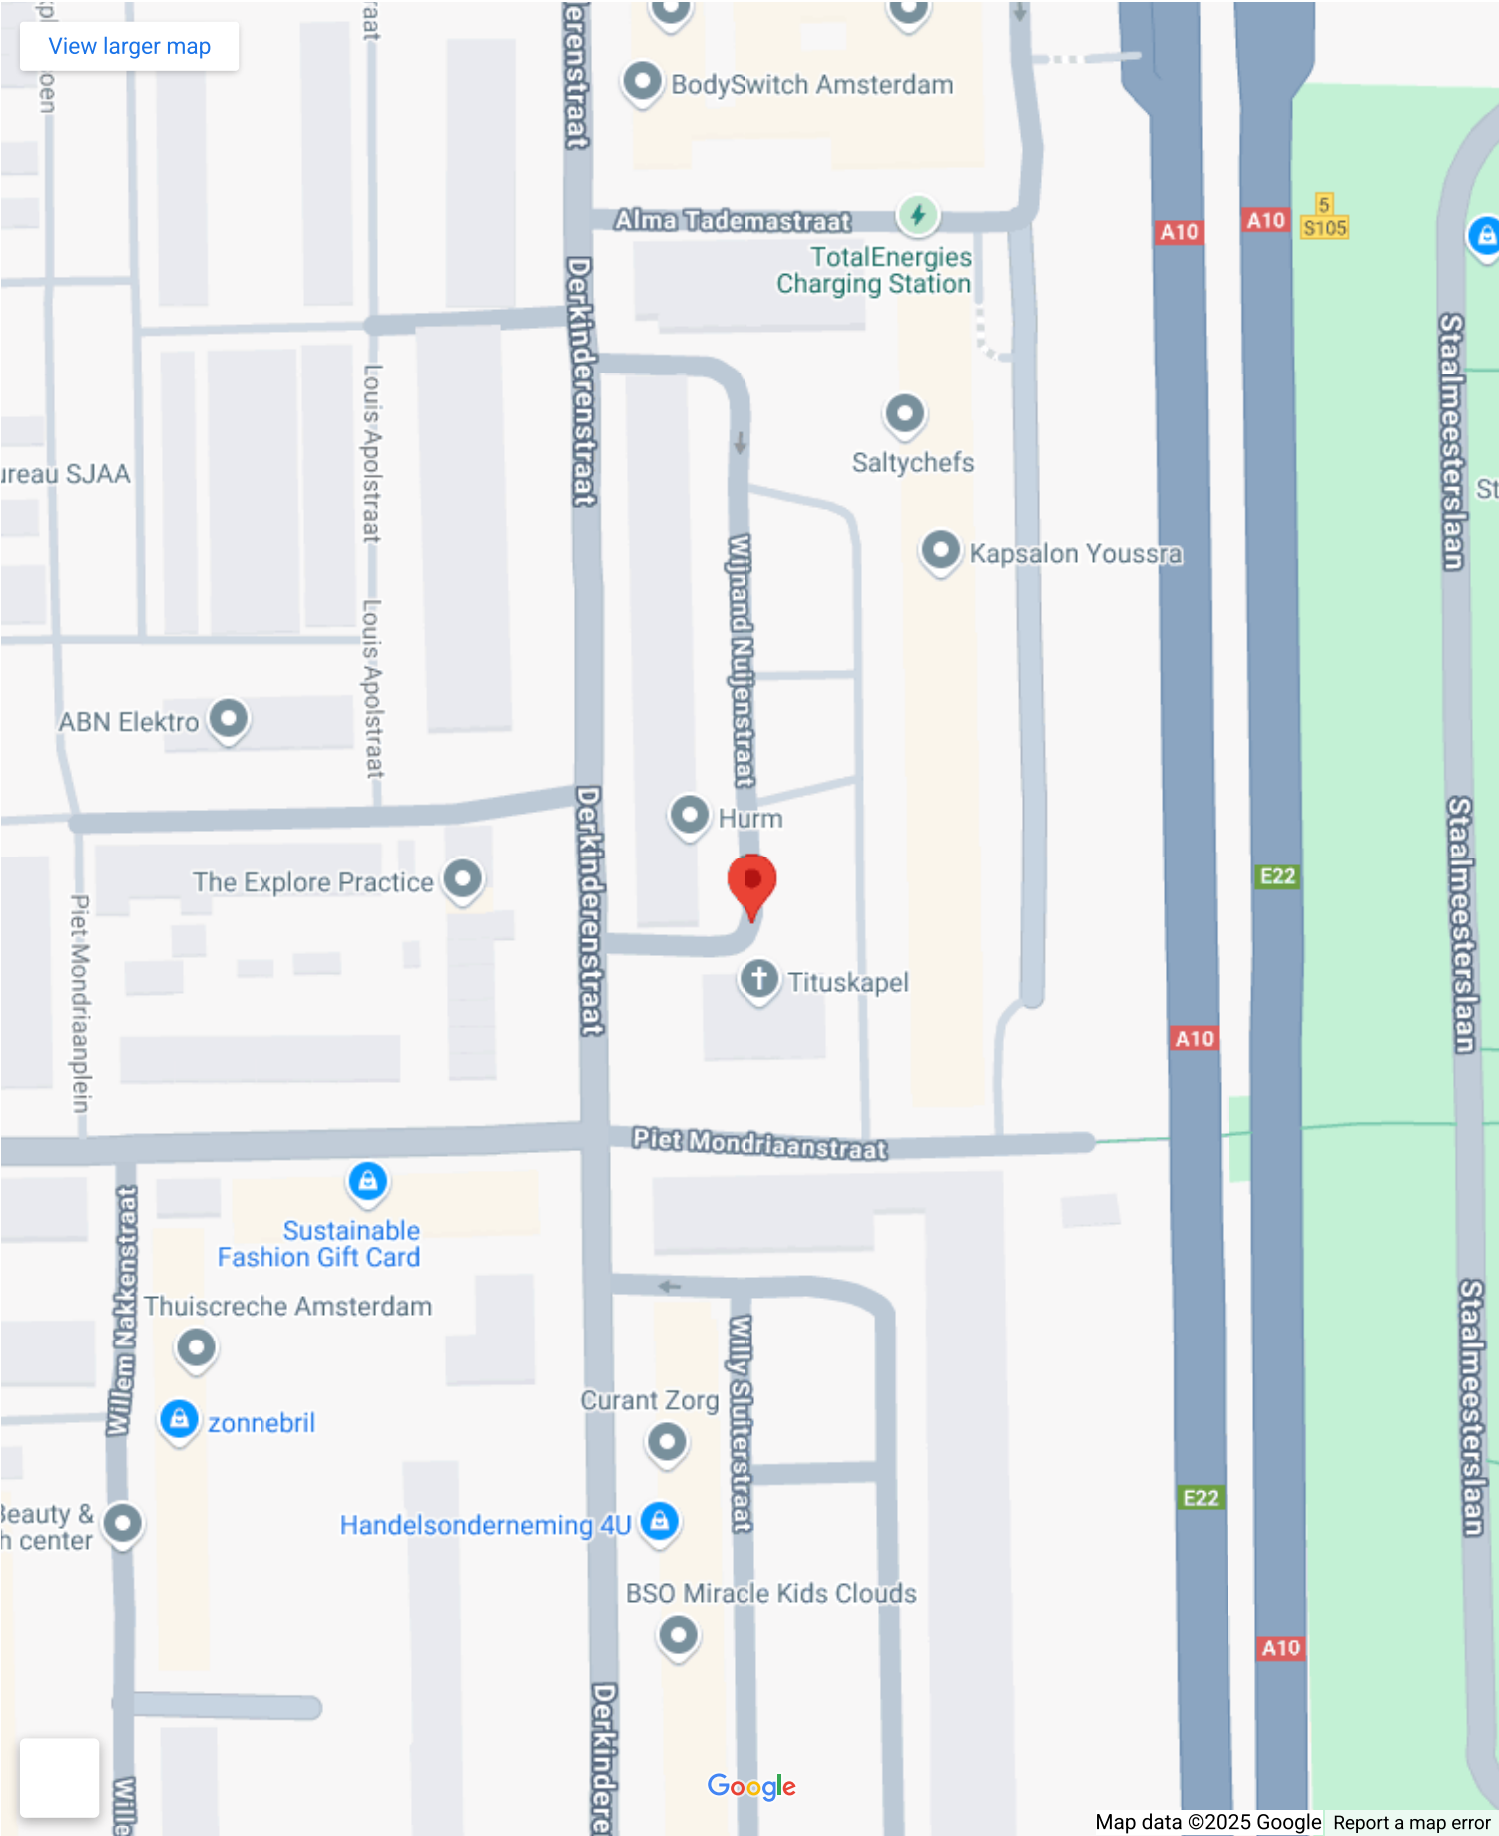 View larger map
BodySwitch Amsterdam
Alma Tademastraat
TotalEnergies
Charging Station
A10
A10
5
S105
Derkinderenstraat
Louis Apolstraat
Saltychefs
Staalmeesterslaan
Kapsalon Youssra
Wijnand Nuijenstraat
Louis Apolstraat
ABN Elektro
Hurm
Derkinderenstraat
The Explore Practice
E22
Staalmeesterslaan
Piet Mondriaanplein
Tituskapel
A10
Piet Mondriaanstraat
Sustainable
Fashion Gift Card
Willem Nakkenstraat
Thuiscreche Amsterdam
Staalmeesterslaan
Willy Sluiterstraat
Curant Zorg
zonnebril
E22
Beauty &
center
Handelsonderneming 4U
BSO Miracle Kids Clouds
A10
Google
Map data ©2025 Google
Report a map error